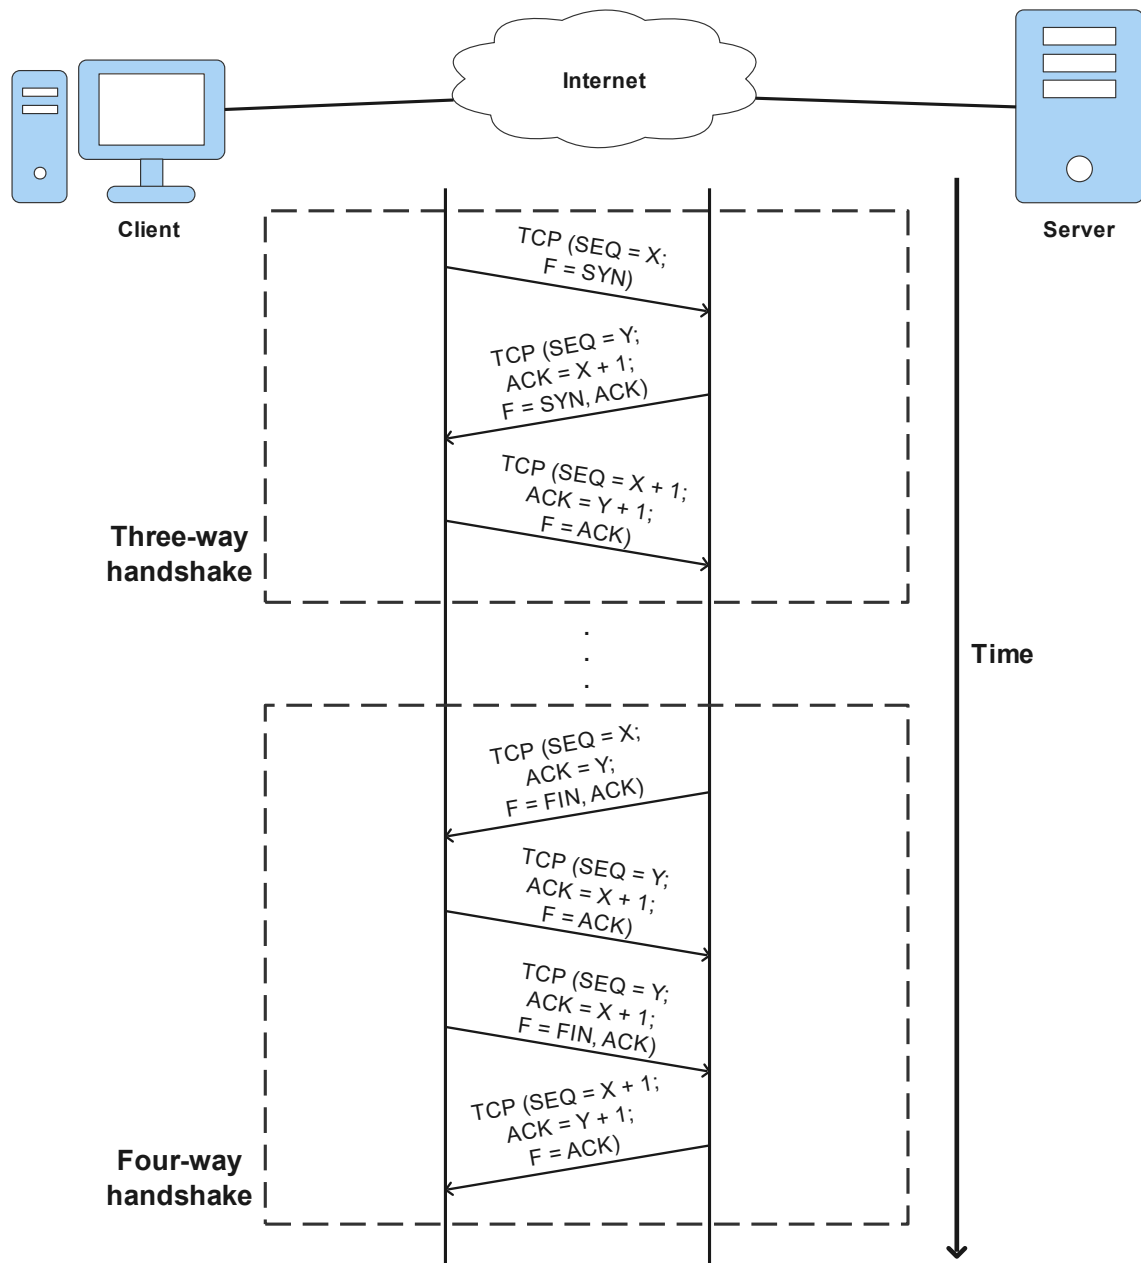 Internet
Client
Server
TCP (SEQ = X;
F = SYN)
TCP (SEQ = Y;
ACK = X + 1;
F = SYN, ACK)
TCP (SEQ = X + 1;
ACK = Y + 1;
F = ACK)
Three-way
handshake
.
.
.
Time
TCP (SEQ = X;
ACK = Y;
F = FIN, ACK)
TCP (SEQ = Y;
ACK = X + 1;
F = ACK)
TCP (SEQ = Y;
ACK = X + 1;
F = FIN, ACK)
TCP (SEQ = X + 1;
ACK = Y + 1;
F = ACK)
Four-way
handshake